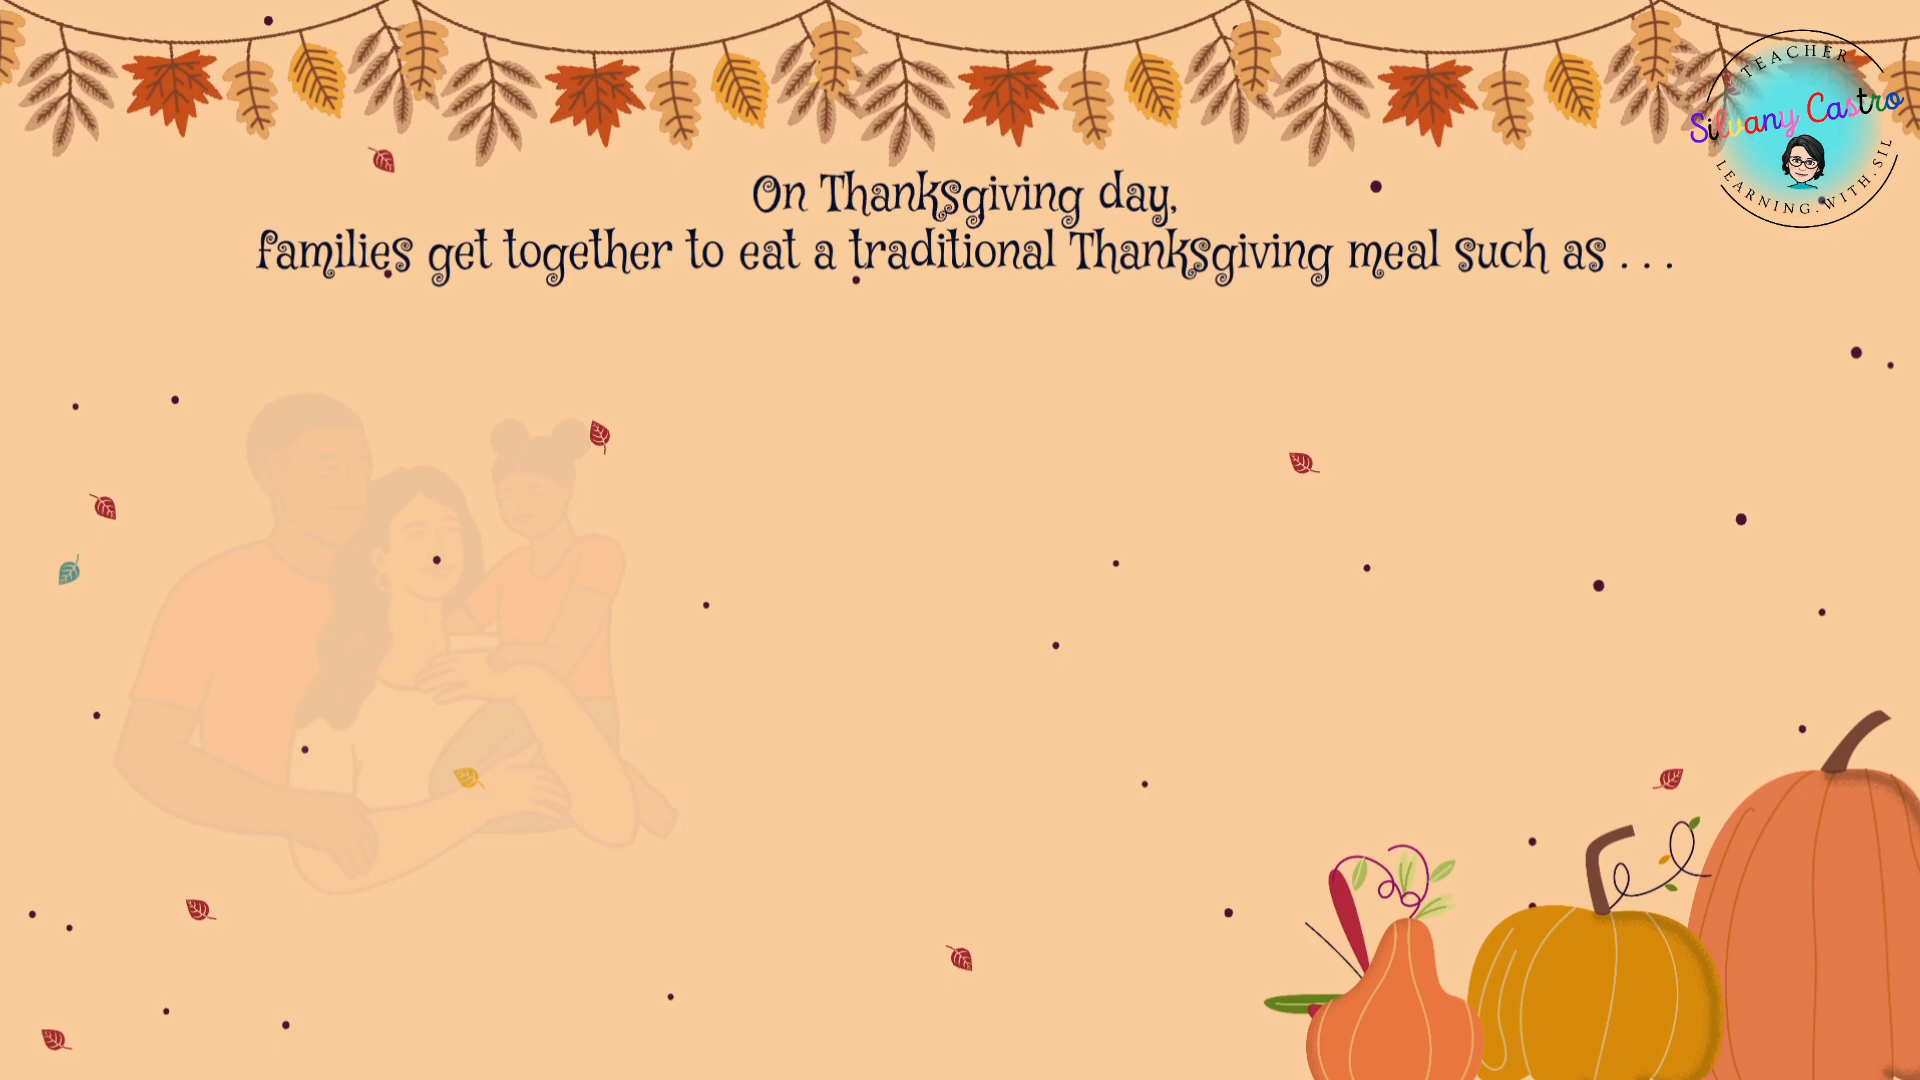 On Thanksgiving day,
families get together to eat a traditional Thanksgiving meal such as . . .
TEACHER
Silvany Castro
LEARNING.WITH.SIL